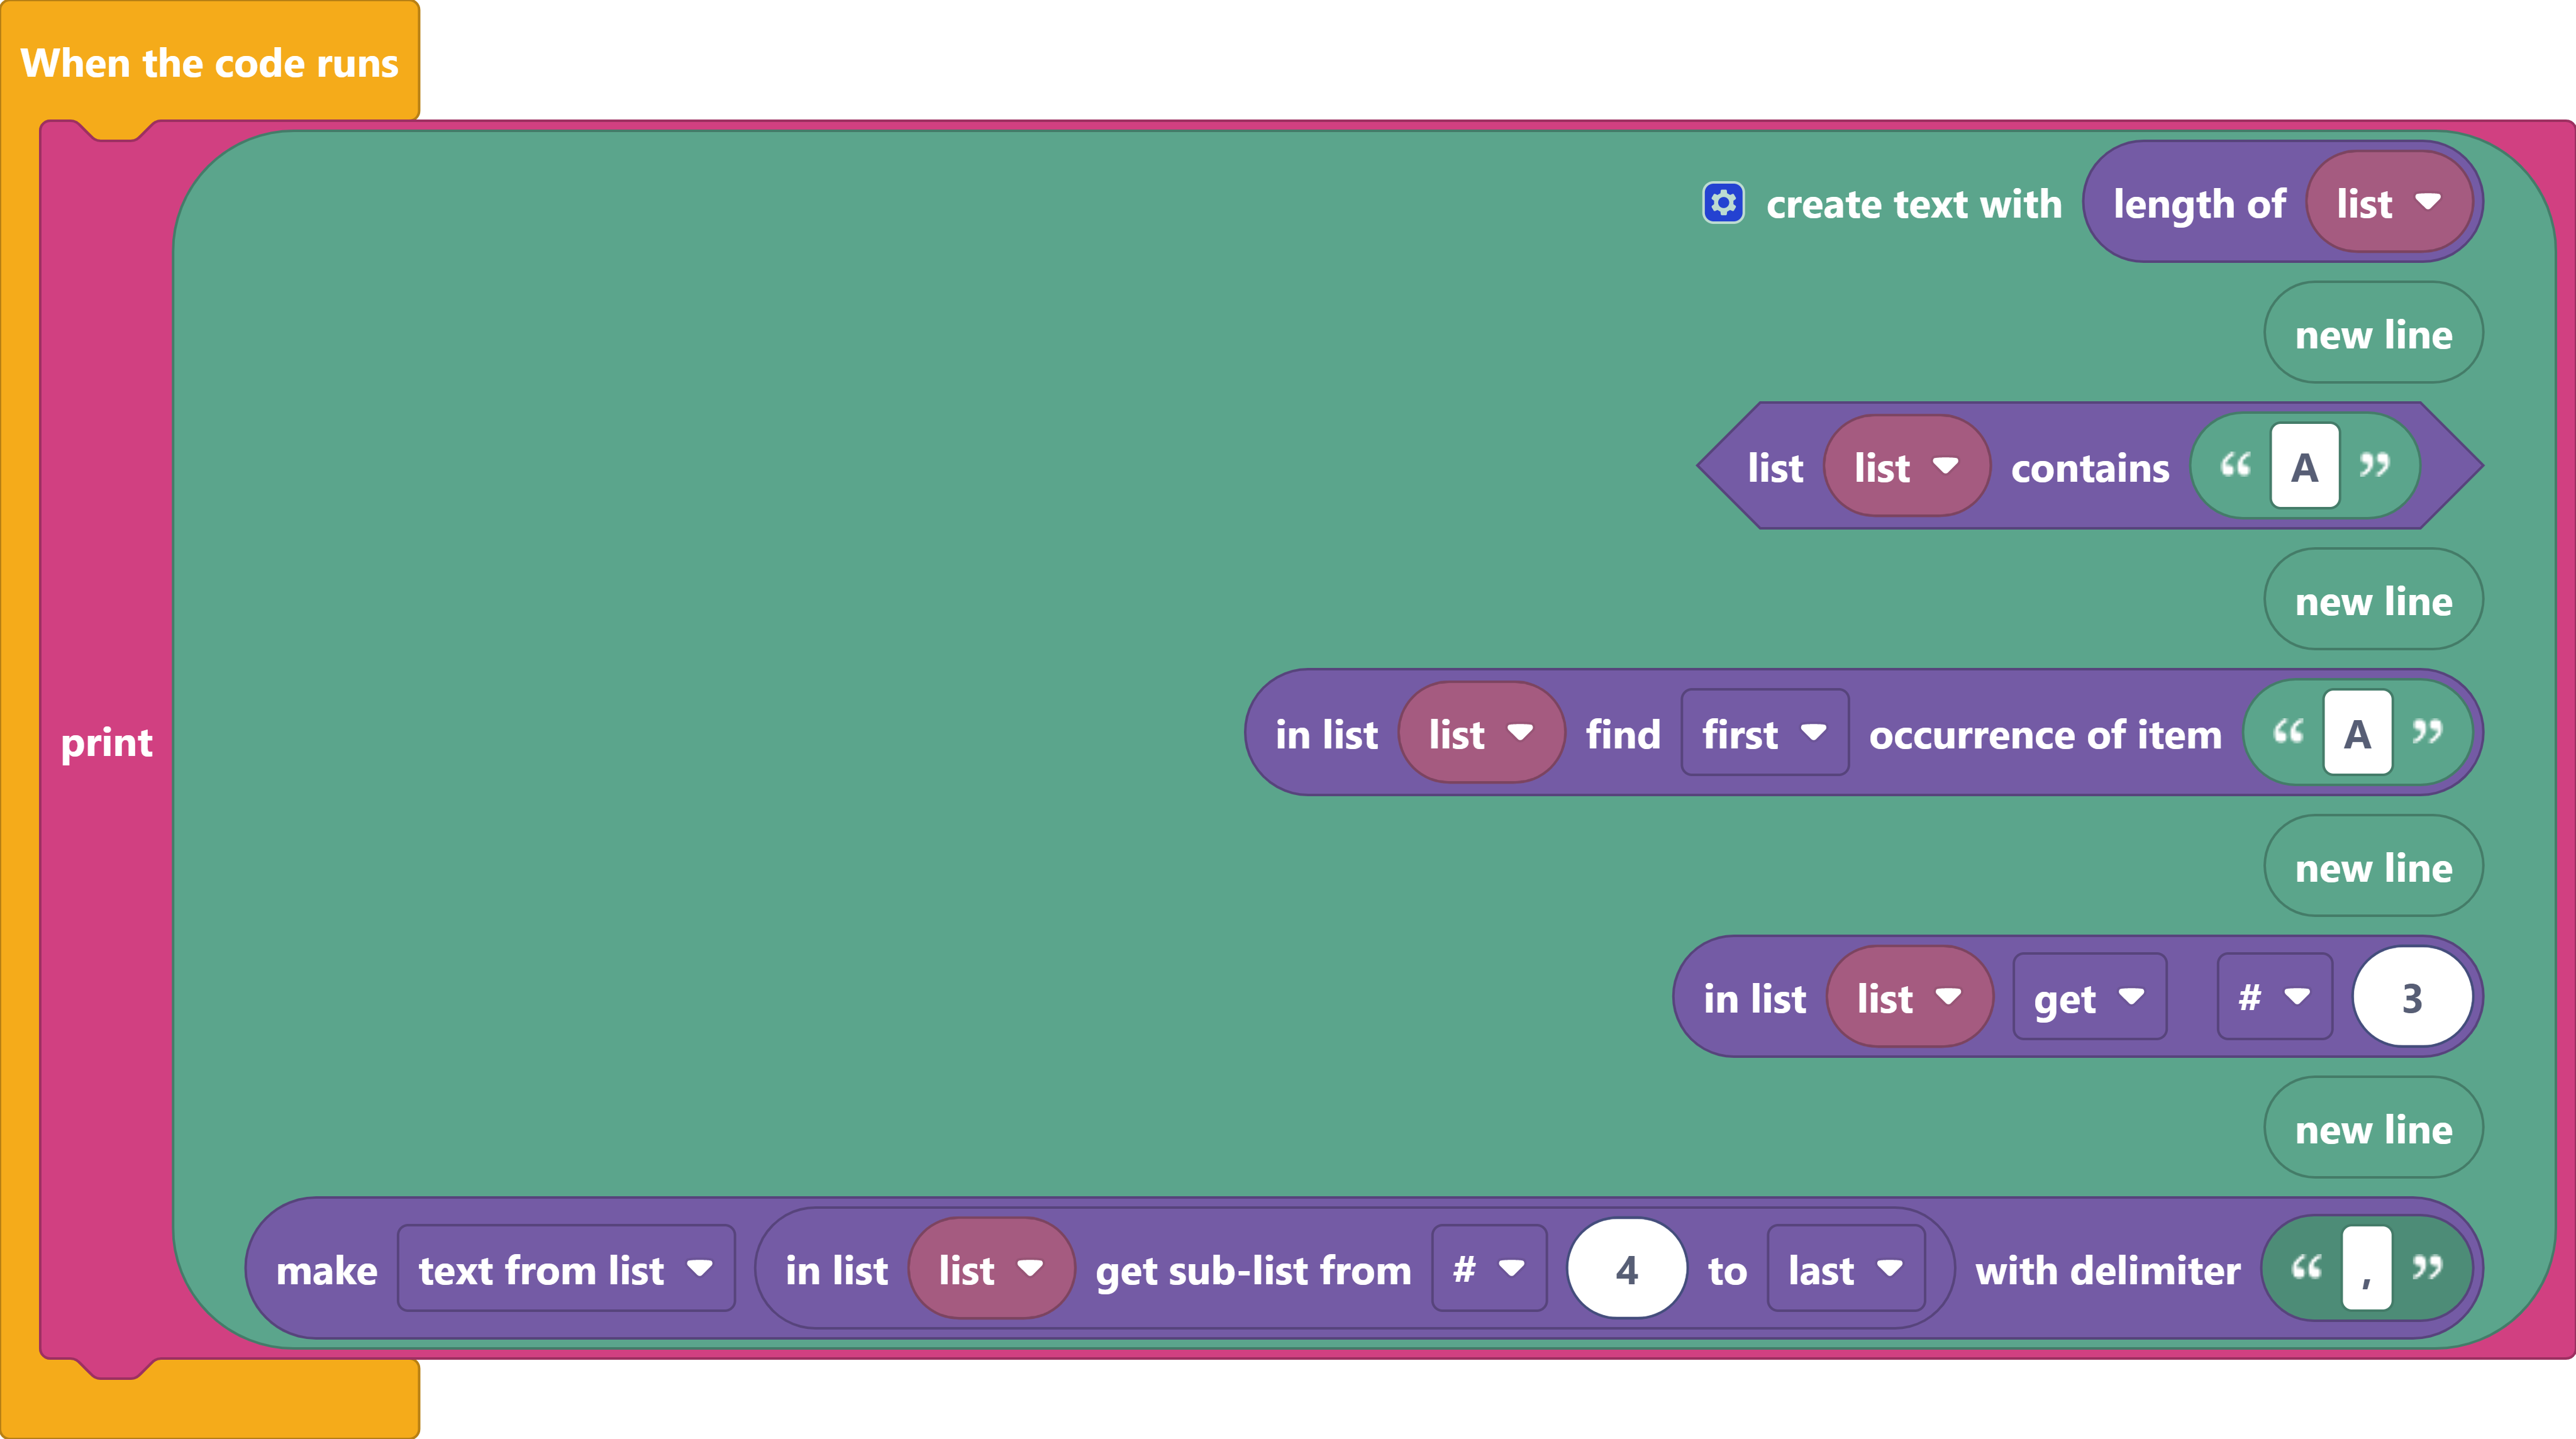 When the code runs
create text with length of list
new line
list list contains “ A ”
new line
in list list find first occurrence of item “ A ”
print
new line
in list list get # 3
new line
make text from list in list list get sub-list from # 4 to last with delimiter “ , ”